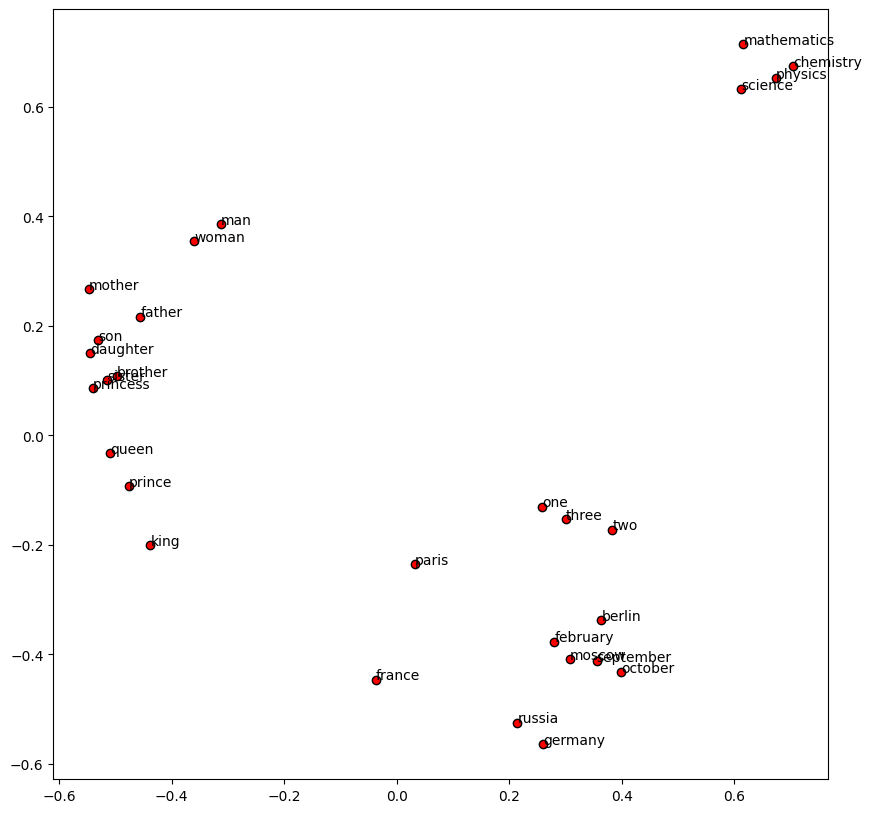 mathematics
chemistry
physics
science
0.6
man
0.4
woman
mother
father
0.2
son
daughter
brother
sister
princess
0.0
queen
prince
one
three
two
−0.2
king
paris
berlin
february
−0.4
moscow
september
october
france
russia
germany
−0.6
−0.6 −0.4 −0.2 0.0 0.2 0.4 0.6